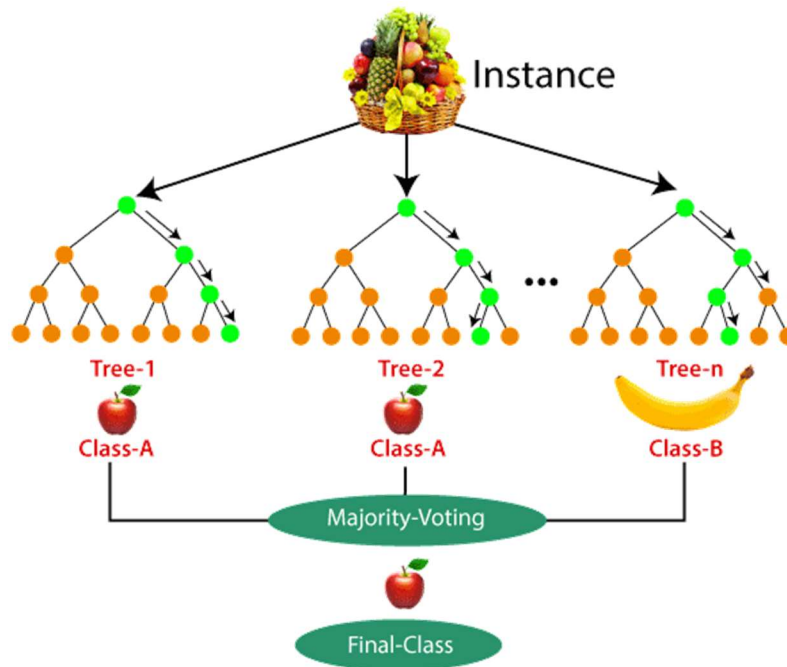 Instance
Tree-1
Tree-2
Tree-n
Class-A
Class-A
Class-B
Majority-Voting
Final-Class